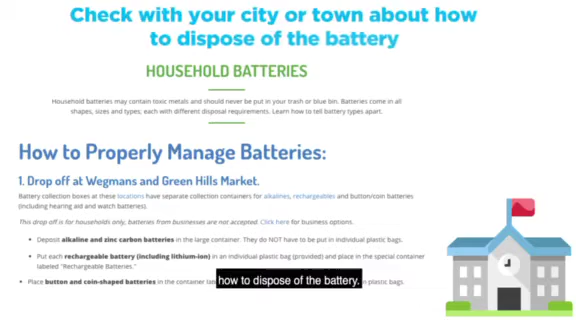 Check with your city or town about how
to dispose of the battery
HOUSEHOLD BATTERIES
Household batteries may contain toxic metals and should never be put in your trash or blue bin. Batteries come in all
shapes, sizes and types; each with different disposal requirements. Learn how to tell battery types apart.
How to Properly Manage Batteries:
1. Drop off at Wegmans and Green Hills Market.
Battery collection boxes at these locations have separate collection containers for alkalines, rechargeables and button/coin batteries
(including hearing aid and watch batteries).
This drop off is for households only, batteries from businesses are not accepted. Click here for business options.
• Deposit alkaline and zinc carbon batteries in the large container. They do NOT have to be put in individual plastic bags.
• Put each rechargeable battery (including lithium-ion) in an individual plastic bag (provided) and place in the special container
labeled "Rechargeable Batteries."
• Place button and coin-shaped batteries in the container in plastic bags
how to dispose of the battery.